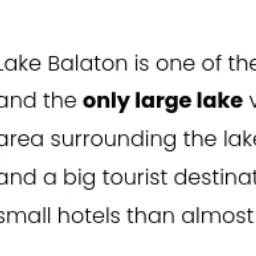 Lake Balaton is one of the
and the only large lake
area surrounding the lake
and a big tourist destinat
small hotels than almost